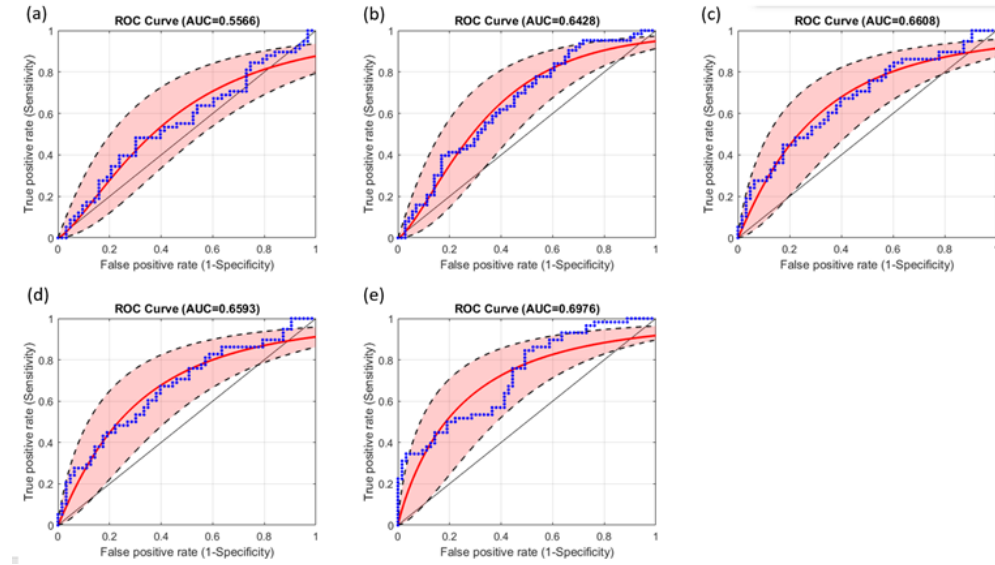 (a)
ROC Curve (AUC=0.5566)
True positive rate (Sensitivity)
1
0.8
0.6
0.4
0.2
0
0 0.2 0.4 0.6 0.8 1
False positive rate (1-Specificity)
(b)
ROC Curve (AUC=0.6428)
True positive rate (Sensitivity)
1
0.8
0.6
0.4
0.2
0
0 0.2 0.4 0.6 0.8 1
False positive rate (1-Specificity)
(c)
ROC Curve (AUC=0.6608)
True positive rate (Sensitivity)
1
0.8
0.6
0.4
0.2
0
0 0.2 0.4 0.6 0.8 1
False positive rate (1-Specificity)
(d)
ROC Curve (AUC=0.6593)
True positive rate (Sensitivity)
1
0.8
0.6
0.4
0.2
0
0 0.2 0.4 0.6 0.8 1
False positive rate (1-Specificity)
(e)
ROC Curve (AUC=0.6976)
True positive rate (Sensitivity)
1
0.8
0.6
0.4
0.2
0
0 0.2 0.4 0.6 0.8 1
False positive rate (1-Specificity)